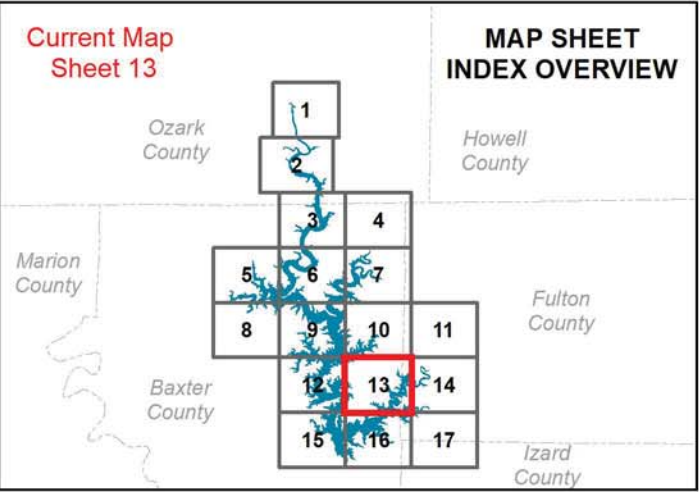 Current Map
Sheet 13
MAP SHEET
INDEX OVERVIEW
1
Ozark
County
Howell
County
2
3 4
Marion
County
5 6 7
Fulton
County
8 9 10 11
Baxter
County
12 13 14
15 16 17
Izard
County